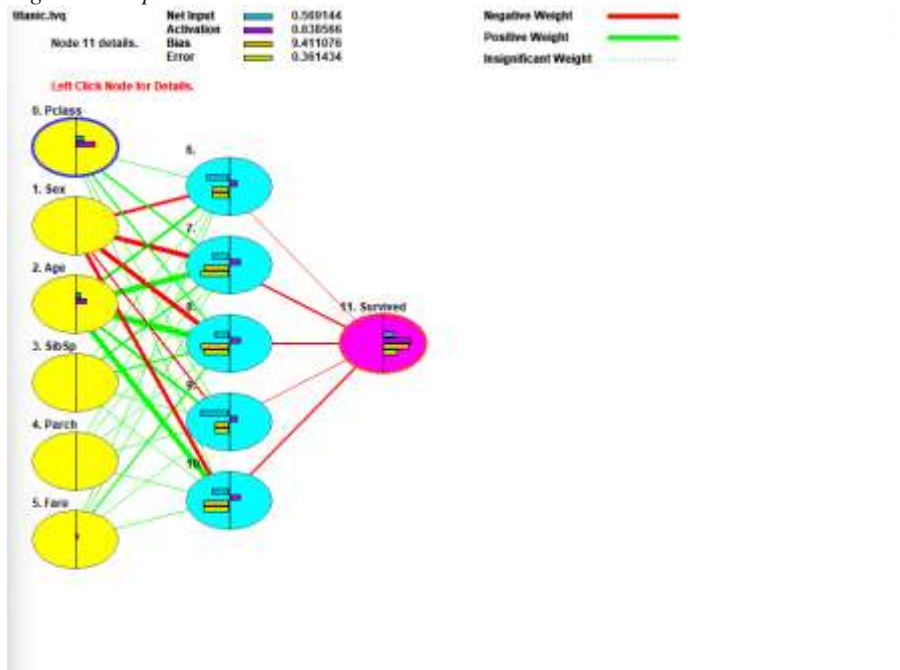 titanic.tvq
Node 11 details.
Net Input 0.569144
Activation 0.638566
Bias 9.411076
Error 0.361434
Negative Weight
Positive Weight
Insignificant Weight
Left Click Node for Details.
0. Pclass
6.
1. Sex
7.
2. Age
8.
11. Survived
3. SibSp
9.
4. Parch
10.
5. Fare